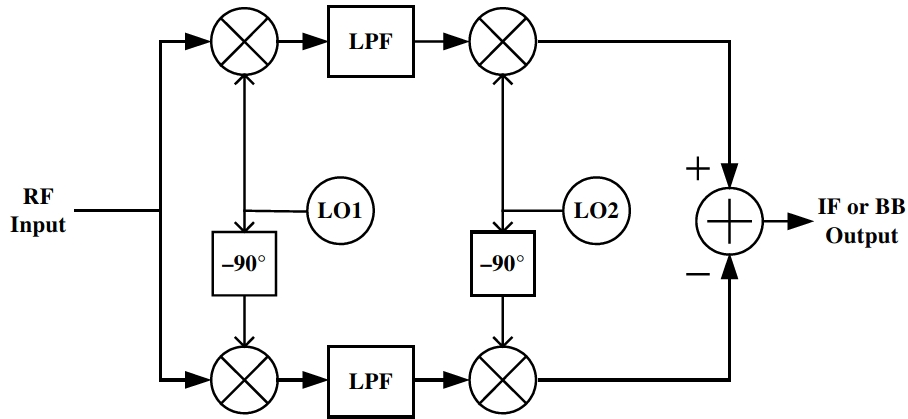 LPF
RF
Input
LO1
LO2
+
IF or BB
Output
–90°
–90°
–
LPF